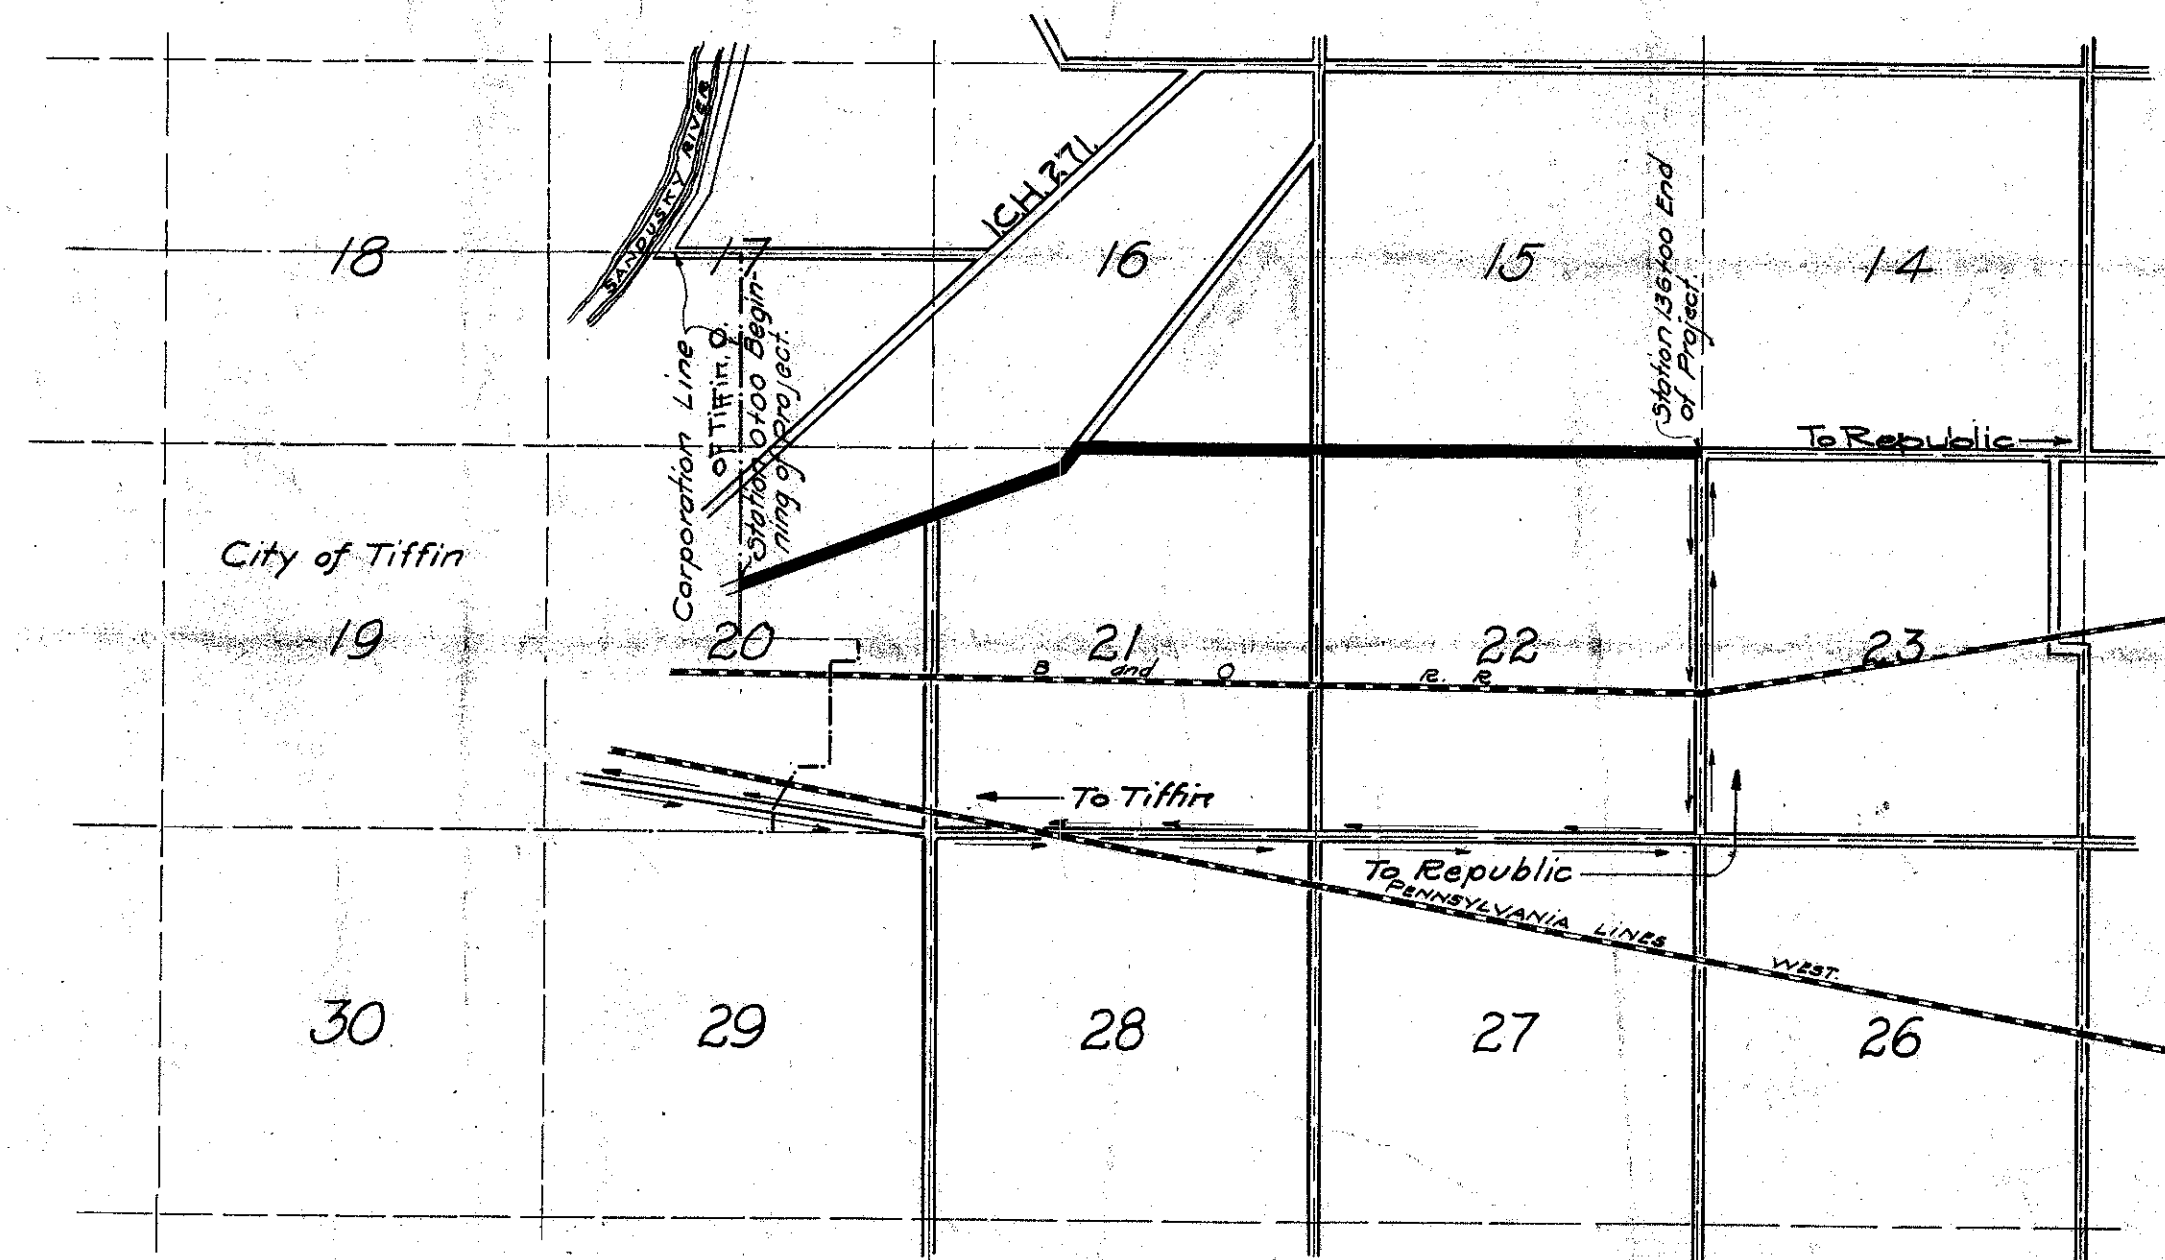 SANDUSKY RIVER
I.C.H. 271.
18
17
16
15
14
Corporation Line
of Tiffin, O.
Station 0+00 Begin-
ning of Project.
Station 136+00 End
of Project
To Republic
City of Tiffin
19
20
21
22
23
B and O R. R
To Tiffin
To Republic
PENNSYLVANIA LINES WEST.
30
29
28
27
26